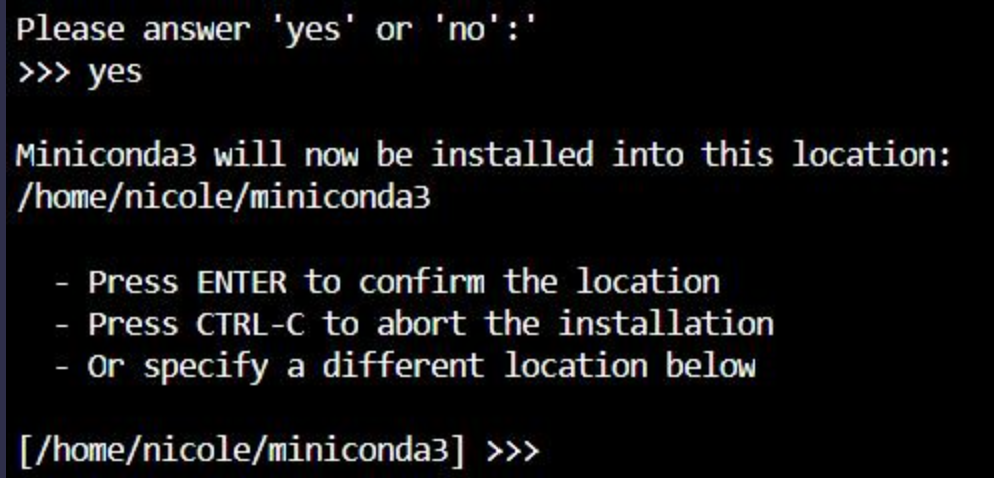 Please answer 'yes' or 'no':'
>>> yes
Miniconda3 will now be installed into this location:
/home/nicole/miniconda3
- Press ENTER to confirm the location
- Press CTRL-C to abort the installation
- Or specify a different location below
[/home/nicole/miniconda3] >>>